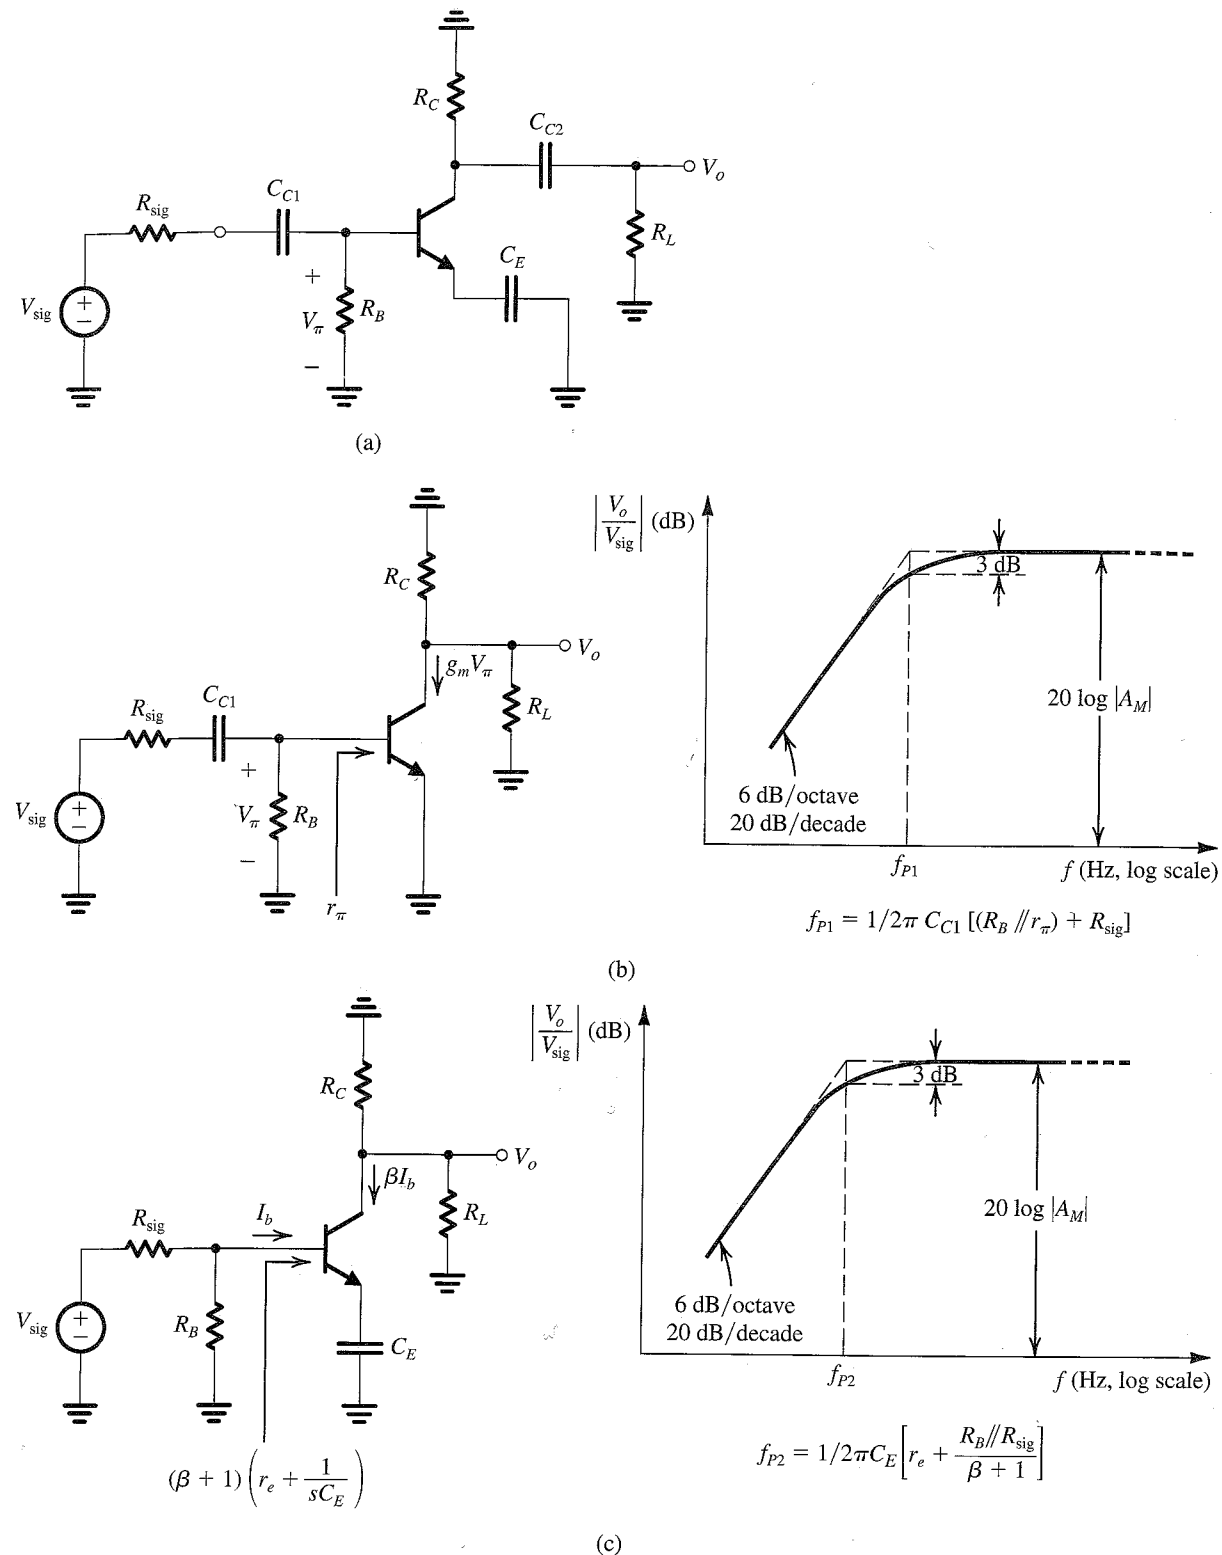 R_C
C_C2
V_o
C_C1
R_sig
R_L
C_E
+
V_sig
+
−
V_π
R_B
−
(a)
|V_o/V_sig| (dB)
3 dB
R_C
V_o
g_m V_π
C_C1
R_sig
R_L
20 log |A_M|
+
V_sig
+
−
V_π
R_B
−
6 dB/octave
20 dB/decade
r_π
f_P1
f (Hz, log scale)
f_P1 = 1/2π C_C1 [(R_B // r_π) + R_sig]
(b)
|V_o/V_sig| (dB)
3 dB
R_C
V_o
βI_b
R_sig
I_b
R_L
20 log |A_M|
V_sig
+
−
R_B
C_E
6 dB/octave
20 dB/decade
f_P2
f (Hz, log scale)
(β + 1) (r_e + 1/sC_E)
f_P2 = 1/2πC_E [r_e + R_B//R_sig / β + 1]
(c)